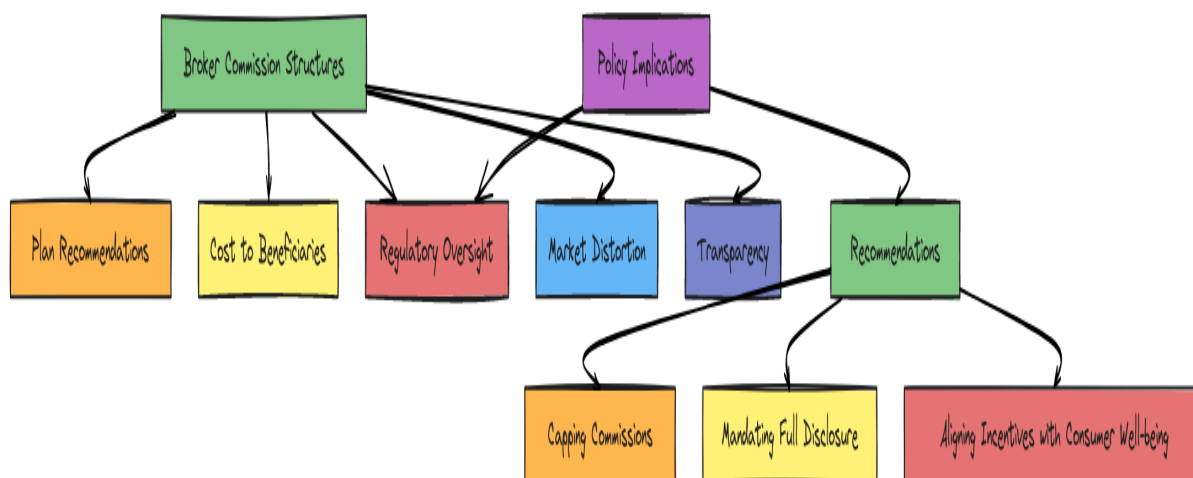 Broker Commission Structures
Policy Implications
Plan Recommendations
Cost to Beneficiaries
Regulatory Oversight
Market Distortion
Transparency
Recommendations
Capping Commissions
Mandating Full Disclosure
Aligning Incentives with Consumer Well-being